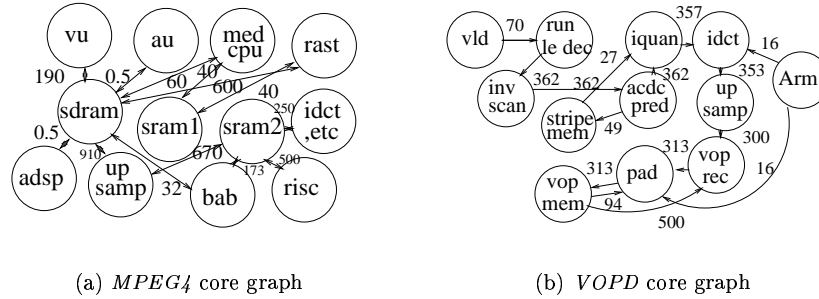 vu
au
med
cpu
rast
190
0.5
60
40
600
40
sdram
sram1
sram2
250
idct
,etc
0.5
910
670
500
adsp
up
samp
32
bab
173
risc
(a) MPEG4 core graph
vld
70
run
le dec
iquan
357
idct
16
Arm
27
inv
scan
362
362
362
353
acdc
pred
stripe
mem
49
up
samp
300
313
vop
rec
313
pad
16
vop
mem
94
500
(b) VOPD core graph